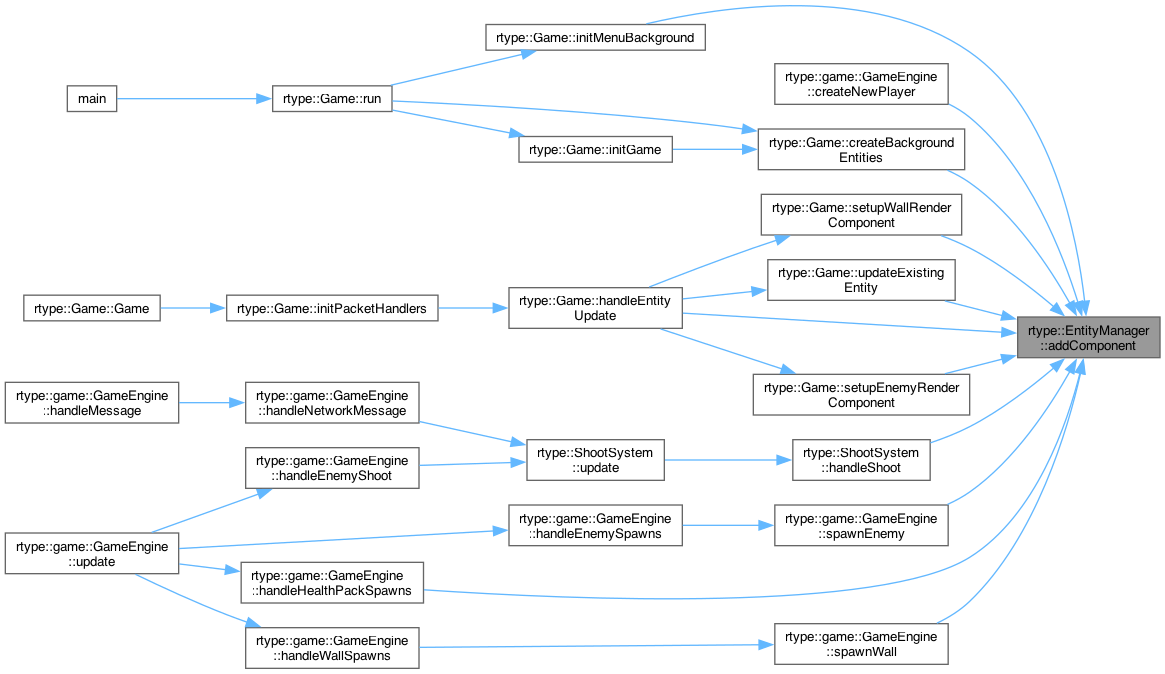 rtype::Game::initMenuBackground
rtype::game::GameEngine
::createNewPlayer
main
rtype::Game::run
rtype::Game::initGame
rtype::Game::createBackground
Entities
rtype::Game::setupWallRender
Component
rtype::Game::updateExisting
Entity
rtype::Game::Game
rtype::Game::initPacketHandlers
rtype::Game::handleEntity
Update
rtype::EntityManager
::addComponent
rtype::Game::setupEnemyRender
Component
rtype::game::GameEngine
::handleMessage
rtype::game::GameEngine
::handleNetworkMessage
rtype::ShootSystem
::update
rtype::ShootSystem
::handleShoot
rtype::game::GameEngine
::handleEnemyShoot
rtype::game::GameEngine
::handleEnemySpawns
rtype::game::GameEngine
::spawnEnemy
rtype::game::GameEngine
::update
rtype::game::GameEngine
::handleHealthPackSpawns
rtype::game::GameEngine
::handleWallSpawns
rtype::game::GameEngine
::spawnWall